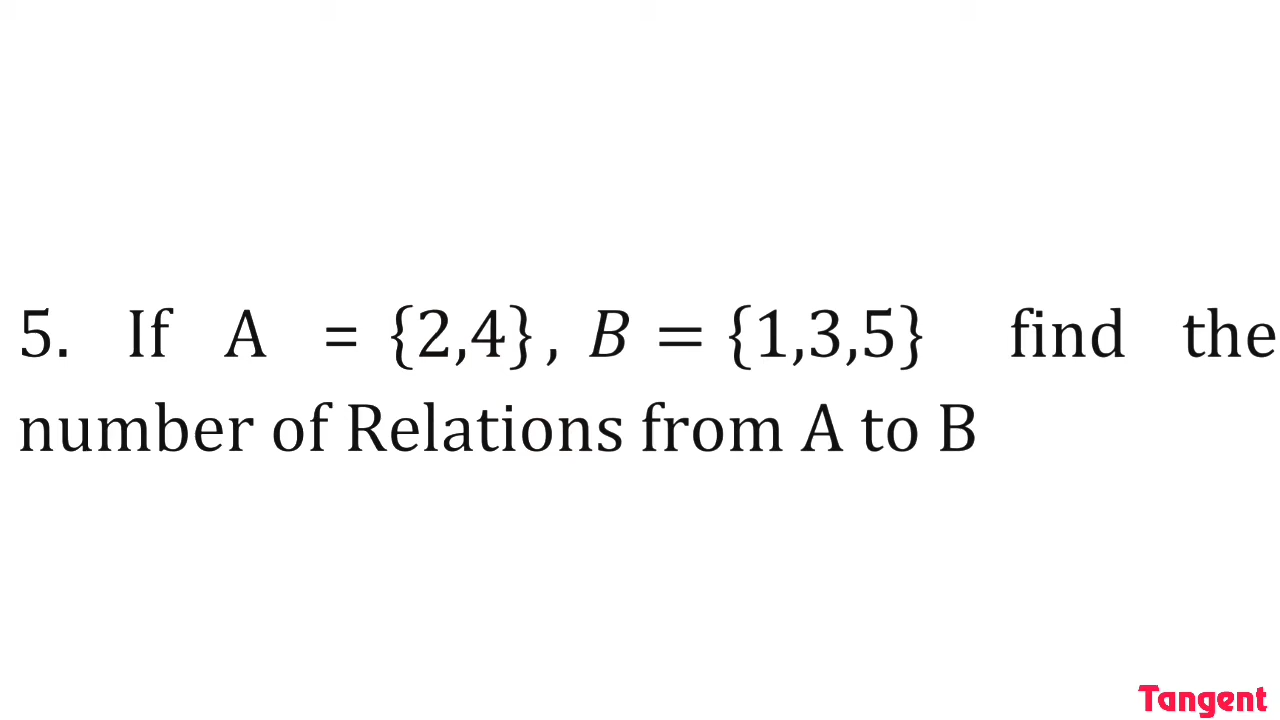 5. If A = {2,4}, B = {1,3,5} find the
number of Relations from A to B
Tangent